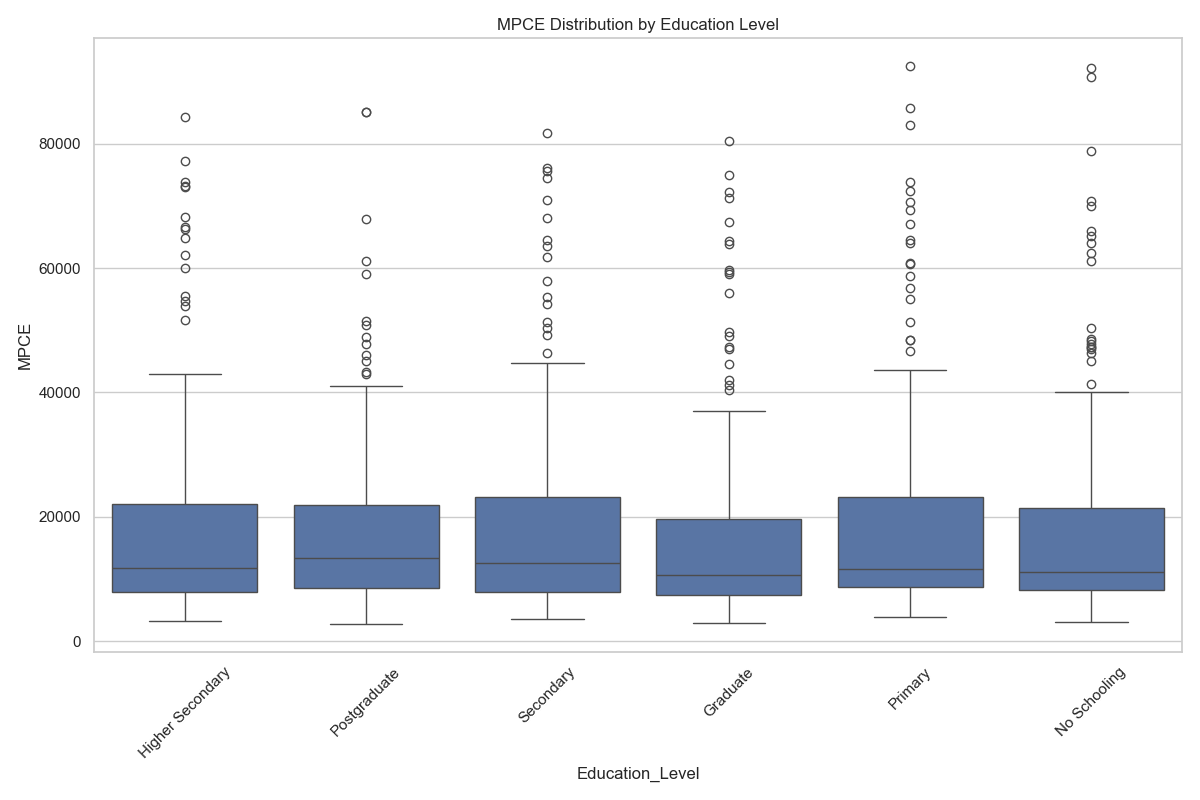 MPCE Distribution by Education Level
80000
60000
40000
20000
0
MPCE
Higher Secondary
Postgraduate
Secondary
Graduate
Primary
No Schooling
Education_Level